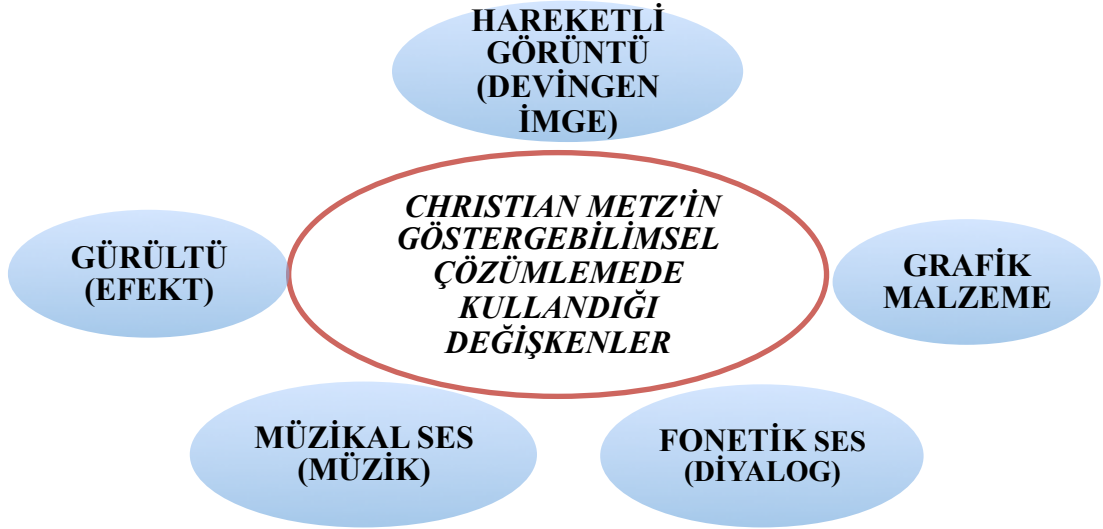 HAREKETLİ
GÖRÜNTÜ
(DEVİNGEN
İMGE)
CHRISTIAN METZ'İN
GÖSTERGEBİLİMSEL
ÇÖZÜMLEMEDE
KULLANDIĞI
DEĞİŞKENLER
GÜRÜLTÜ
(EFEKT)
GRAFİK
MALZEME
MÜZİKAL SES
(MÜZİK)
FONETİK SES
(DİYALOG)